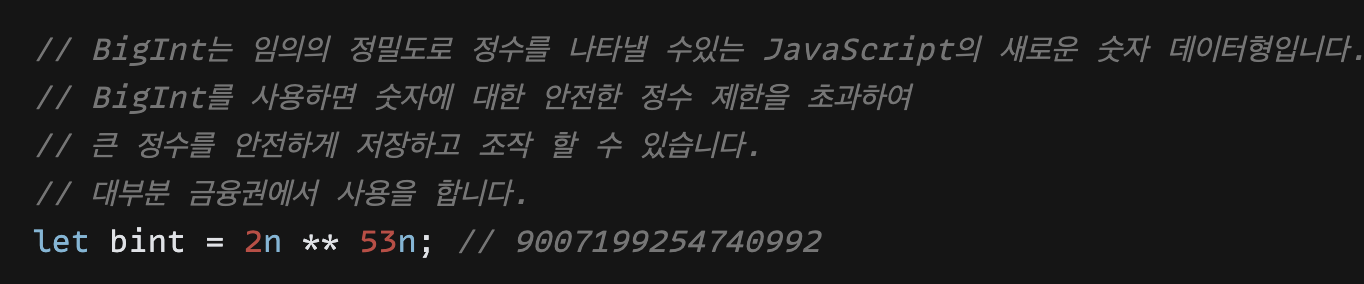 // BigInt는 임의의 정밀도로 정수를 나타낼 수있는 JavaScript의 새로운 숫자 데이터형입니다.
// BigInt를 사용하면 숫자에 대한 안전한 정수 제한을 초과하여
// 큰 정수를 안전하게 저장하고 조작 할 수 있습니다.
// 대부분 금융권에서 사용을 합니다.
let bint = 2n ** 53n; // 9007199254740992